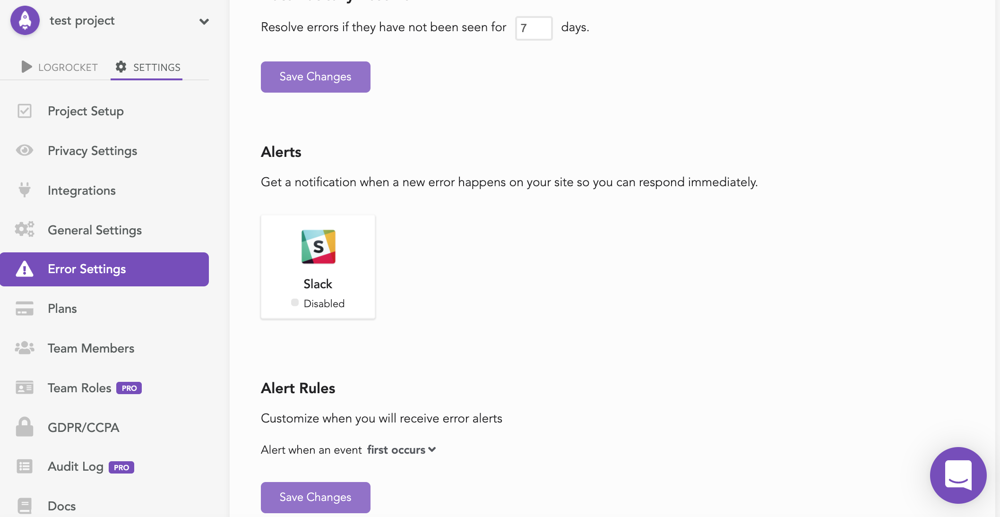 test project
LOGROCKET
SETTINGS
Project Setup
Privacy Settings
Integrations
General Settings
Error Settings
Plans
Team Members
Team Roles PRO
GDPR/CCPA
Audit Log PRO
Docs
Resolve errors if they have not been seen for 7 days.
Save Changes
Alerts
Get a notification when a new error happens on your site so you can respond immediately.
S
Slack
Disabled
Alert Rules
Customize when you will receive error alerts
Alert when an event first occurs
Save Changes